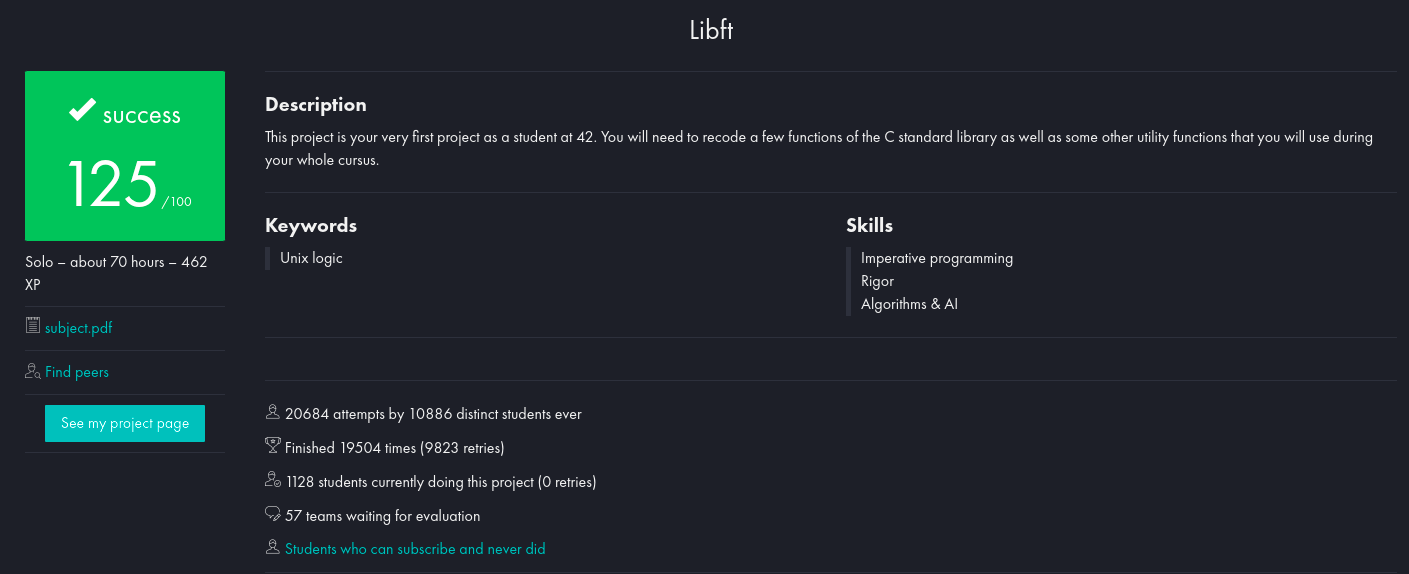 Libft
success
125 /100
Solo – about 70 hours – 462
XP
subject.pdf
Find peers
See my project page
Description
This project is your very first project as a student at 42. You will need to recode a few functions of the C standard library as well as some other utility functions that you will use during
your whole cursus.
Keywords
Unix logic
Skills
Imperative programming
Rigor
Algorithms & AI
20684 attempts by 10886 distinct students ever
Finished 19504 times (9823 retries)
1128 students currently doing this project (0 retries)
57 teams waiting for evaluation
Students who can subscribe and never did